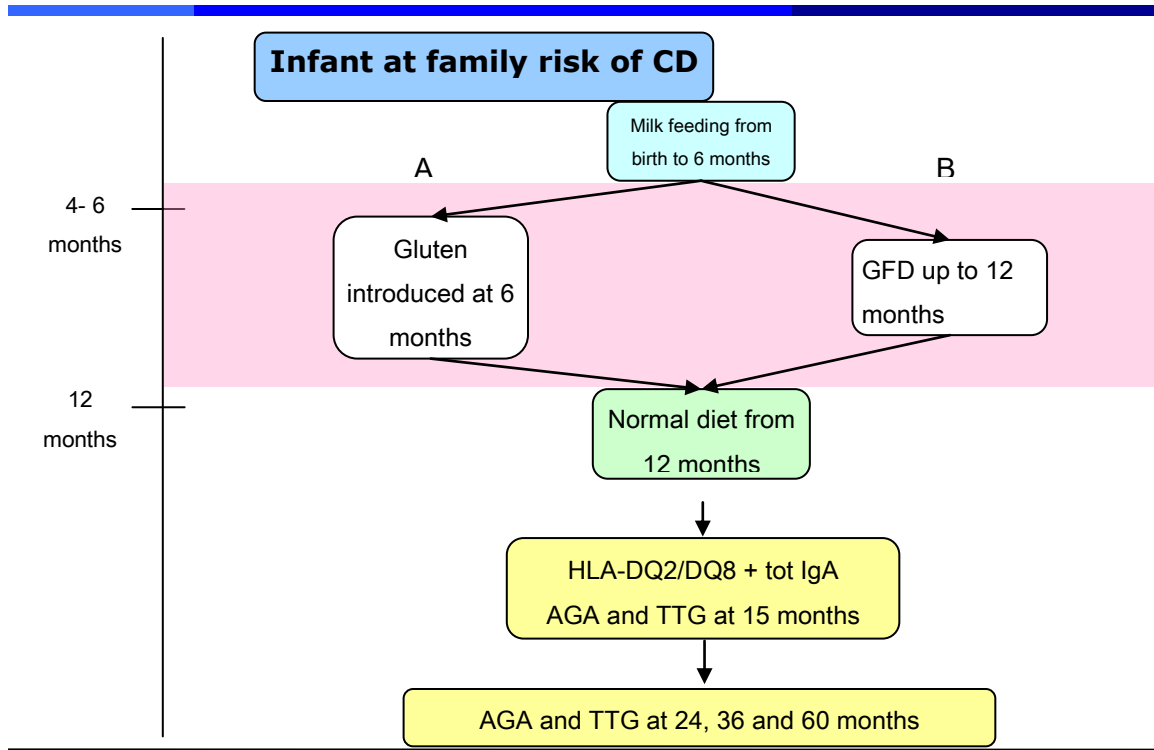 Infant at family risk of CD
Milk feeding from
birth to 6 months
A
B
4- 6
months
Gluten
introduced at 6
months
GFD up to 12
months
12
months
Normal diet from
12 months
HLA-DQ2/DQ8 + tot IgA
AGA and TTG at 15 months
AGA and TTG at 24, 36 and 60 months